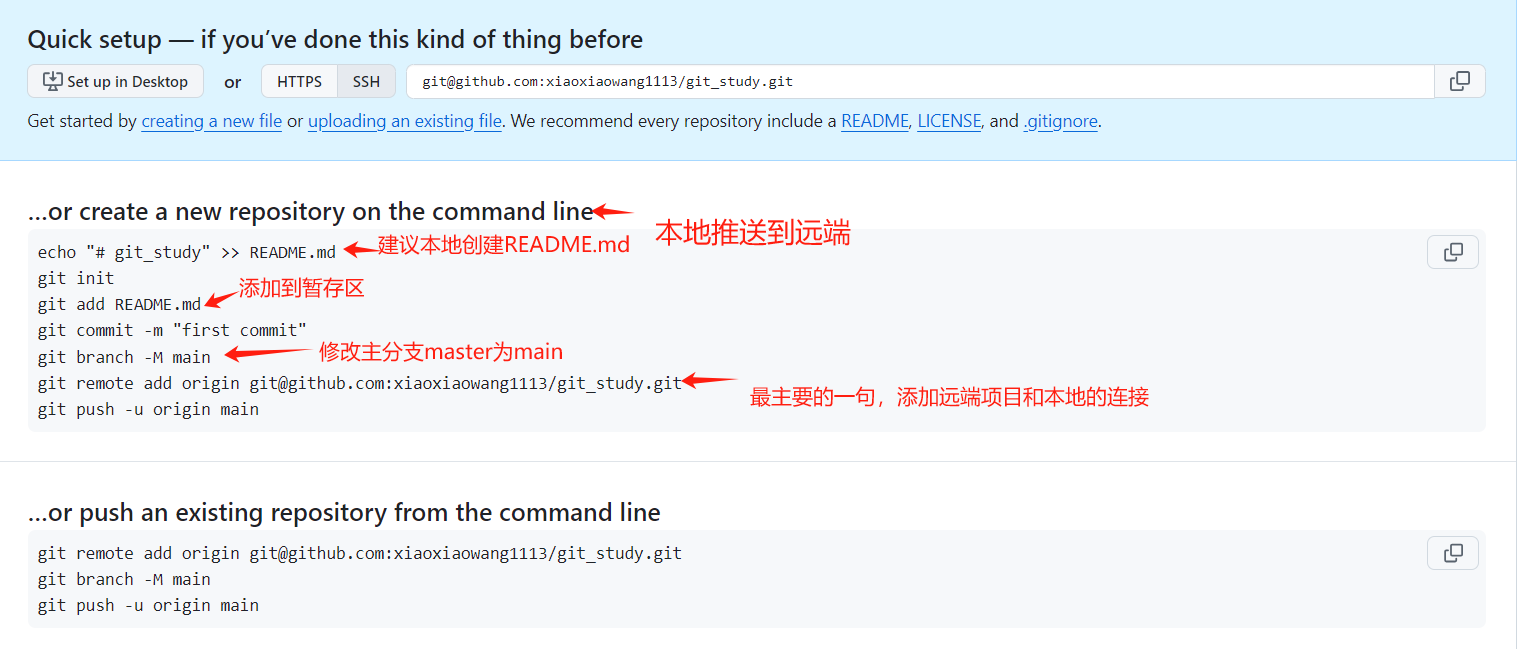 Quick setup — if you’ve done this kind of thing before
Set up in Desktop or HTTPS SSH git@github.com:xiaoxiaowang1113/git_study.git
Get started by creating a new file or uploading an existing file. We recommend every repository include a README, LICENSE, and .gitignore.
...or create a new repository on the command line
本地推送到远端
echo "# git_study" >> README.md
建议本地创建README.md
git init
git add README.md
添加到暂存区
git commit -m "first commit"
git branch -M main
修改主分支master为main
git remote add origin git@github.com:xiaoxiaowang1113/git_study.git
最主要的一句，添加远端项目和本地的连接
git push -u origin main
...or push an existing repository from the command line
git remote add origin git@github.com:xiaoxiaowang1113/git_study.git
git branch -M main
git push -u origin main